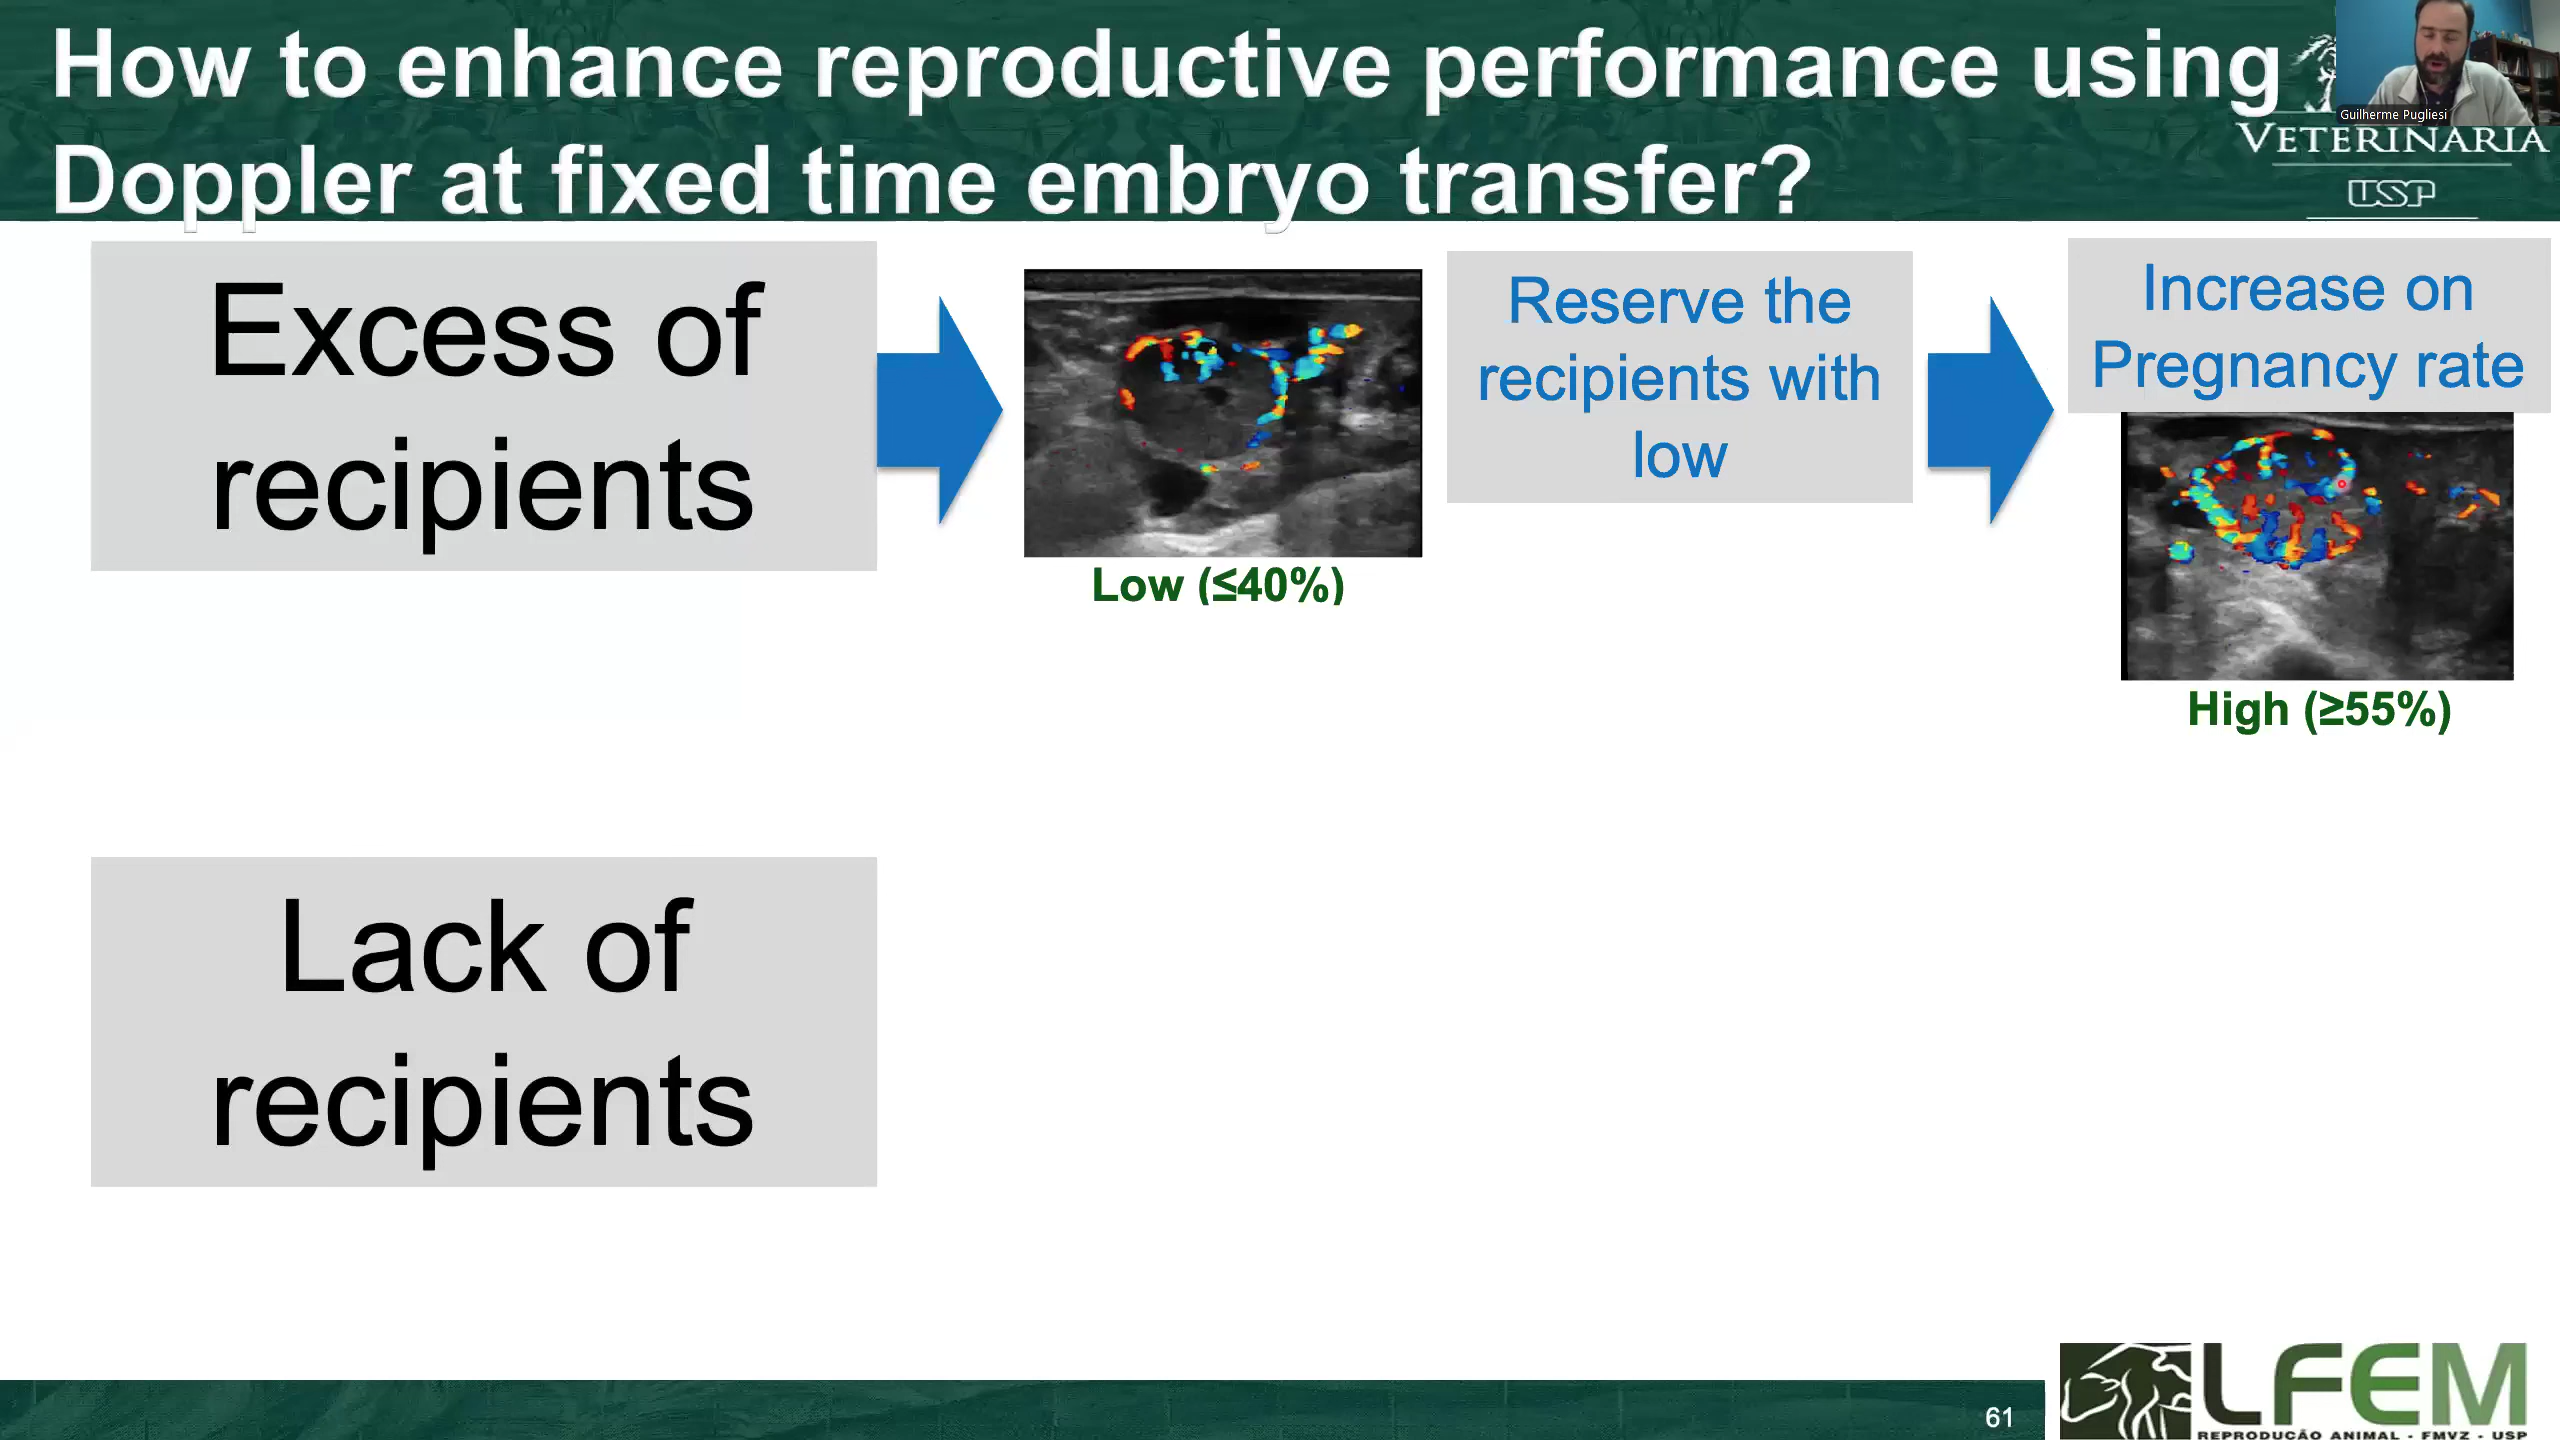 How to enhance reproductive performance using
Doppler at fixed time embryo transfer?
Guilherme Pugliesi
VETERINARIA
USP
Excess of
recipients
Low (≤40%)
Reserve the
recipients with
low
Increase on
Pregnancy rate
High (≥55%)
Lack of
recipients
61
LFEM
REPRODUÇÃO ANIMAL - FMVZ - USP